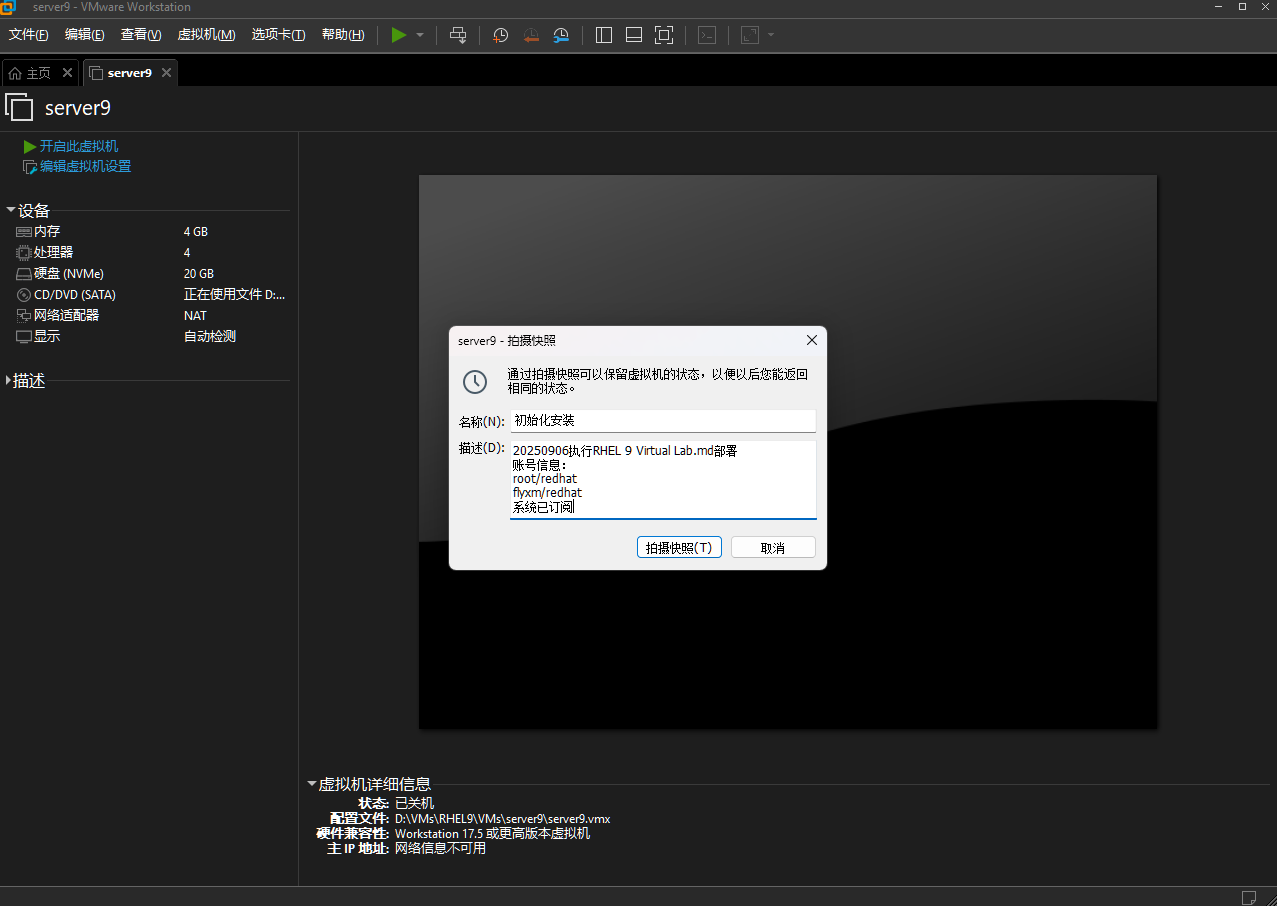 server9 - VMware Workstation
文件(F) 编辑(E) 查看(V) 虚拟机(M) 选项卡(T) 帮助(H)
主页 server9
server9
开启此虚拟机
编辑虚拟机设置
设备
内存 4 GB
处理器 4
硬盘 (NVMe) 20 GB
CD/DVD (SATA) 正在使用文件 D:...
网络适配器 NAT
显示 自动检测
描述
server9 - 拍摄快照
通过拍摄快照可以保留虚拟机的状态，以便以后您能返回
相同的状态。
名称(N): 初始化安装
描述(D): 20250906执行RHEL 9 Virtual Lab.md部署
账号信息：
root/redhat
flyxm/redhat
系统已订阅
拍摄快照(T) 取消
虚拟机详细信息
状态: 已关机
配置文件: D:\VMs\RHEL9\VMs\server9\server9.vmx
硬件兼容性: Workstation 17.5 或更高版本虚拟机
主 IP 地址: 网络信息不可用